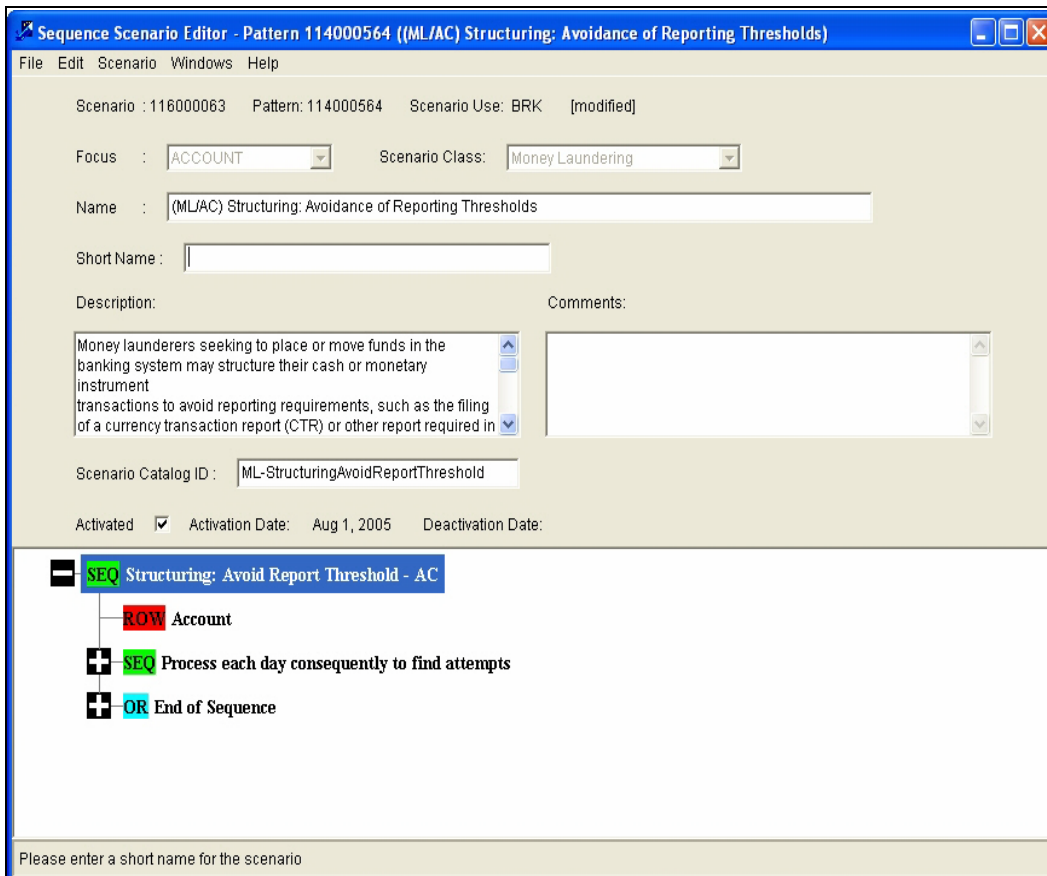 Sequence Scenario Editor - Pattern 114000564 ((ML/AC) Structuring: Avoidance of Reporting Thresholds)
File Edit Scenario Windows Help
Scenario : 116000063 Pattern: 114000564 Scenario Use: BRK [modified]
Focus : ACCOUNT Scenario Class: Money Laundering
Name : (ML/AC) Structuring: Avoidance of Reporting Thresholds
Short Name :
Description: Comments:
Money launderers seeking to place or move funds in the
banking system may structure their cash or monetary
instrument
transactions to avoid reporting requirements, such as the filing
of a currency transaction report (CTR) or other report required in
Scenario Catalog ID : ML-StructuringAvoidReportThreshold
Activated Activation Date: Aug 1, 2005 Deactivation Date:
SEQ Structuring: Avoid Report Threshold - AC
ROW Account
SEQ Process each day consequently to find attempts
OR End of Sequence
Please enter a short name for the scenario